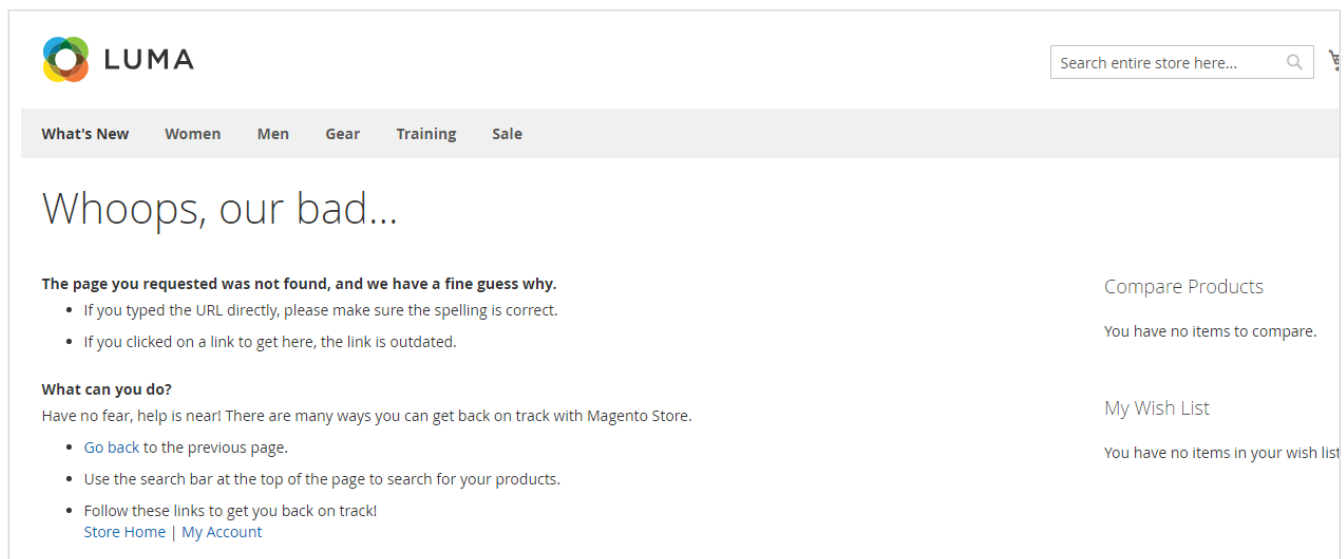 LUMA
Search entire store here...
What's New Women Men Gear Training Sale
Whoops, our bad...
The page you requested was not found, and we have a fine guess why.
• If you typed the URL directly, please make sure the spelling is correct.
• If you clicked on a link to get here, the link is outdated.
What can you do?
Have no fear, help is near! There are many ways you can get back on track with Magento Store.
• Go back to the previous page.
• Use the search bar at the top of the page to search for your products.
• Follow these links to get you back on track!
Store Home | My Account
Compare Products
You have no items to compare.
My Wish List
You have no items in your wish list